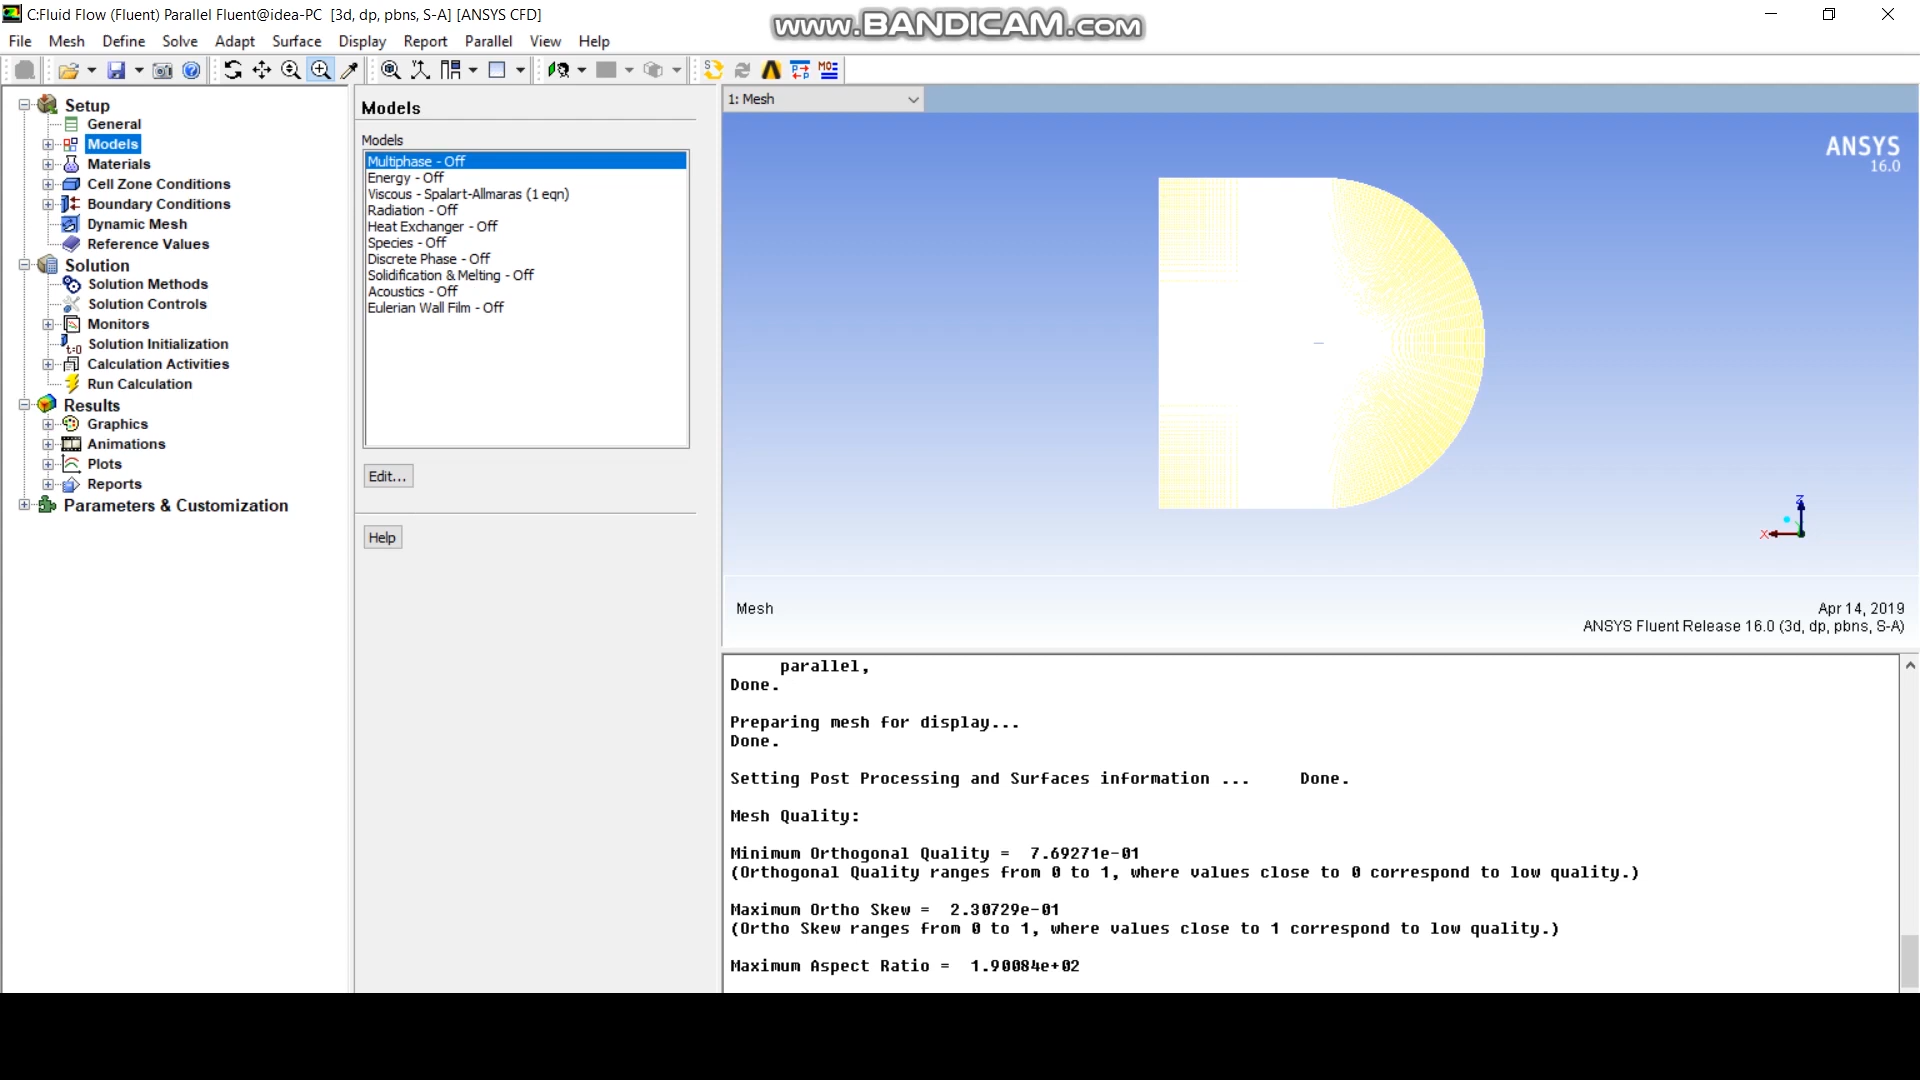 C:Fluid Flow (Fluent) Parallel Fluent@idea-PC [3d, dp, pbns, S-A] [ANSYS CFD]
www.BANDICAM.com
File Mesh Define Solve Adapt Surface Display Report Parallel View Help
1: Mesh
Setup
General
Models
Materials
Cell Zone Conditions
Boundary Conditions
Dynamic Mesh
Reference Values
Solution
Solution Methods
Solution Controls
Monitors
Solution Initialization
Calculation Activities
Run Calculation
Results
Graphics
Animations
Plots
Reports
Parameters & Customization
Models
Models
Multiphase - Off
Energy - Off
Viscous - Spalart-Allmaras (1 eqn)
Radiation - Off
Heat Exchanger - Off
Species - Off
Discrete Phase - Off
Solidification & Melting - Off
Acoustics - Off
Eulerian Wall Film - Off
Edit...
Help
ANSYS
16.0
Z
X
Mesh
Apr 14, 2019
ANSYS Fluent Release 16.0 (3d, dp, pbns, S-A)
parallel,
Done.
Preparing mesh for display...
Done.
Setting Post Processing and Surfaces information ... Done.
Mesh Quality:
Minimum Orthogonal Quality = 7.69271e-01
(Orthogonal Quality ranges from 0 to 1, where values close to 0 correspond to low quality.)
Maximum Ortho Skew = 2.30729e-01
(Ortho Skew ranges from 0 to 1, where values close to 1 correspond to low quality.)
Maximum Aspect Ratio = 1.90084e+02